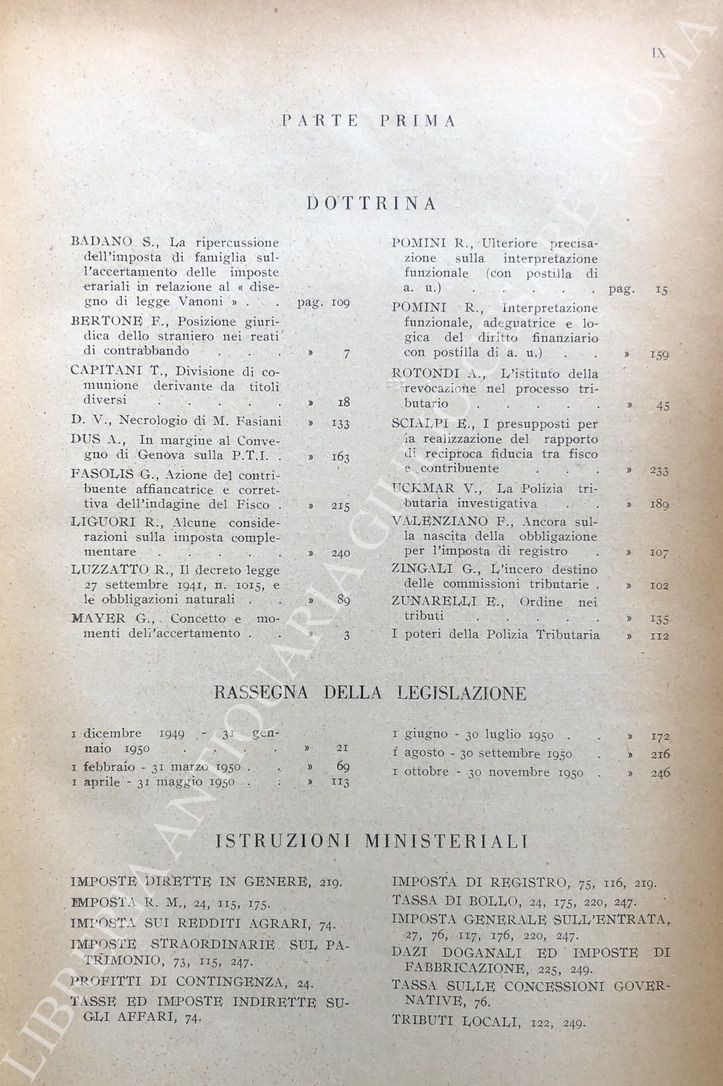 IX
PARTE PRIMA
DOTTRINA
BADANO S., La ripercussione
dell'imposta di famiglia sul-
l'accertamento delle imposte
erariali in relazione al « dise-
gno di legge Vanoni » . . pag. 109
BERTONE F., Posizione giuri-
dica dello straniero nei reati
di contrabbando . . . » 7
CAPITANI T., Divisione di co-
munione derivante da titoli
diversi . . . . » 18
D. V., Necrologio di M. Fasiani » 133
DUS A., In margine al Conve-
gno di Genova sulla P.T.I. . » 163
FASOLIS G., Azione del contri-
buente affiancatrice e corret-
tiva dell'indagine del Fisco . » 215
LIGUORI R., Alcune conside-
razioni sulla imposta comple-
mentare . . . . . » 240
LUZZATTO R., Il decreto legge
27 settembre 1941, n. 1015, e
le obbligazioni naturali . . » 89
MAYER G., Concetto e mo-
menti dell'accertamento . . » 3
POMINI R., Ulteriore precisa-
zione sulla interpretazione
funzionale (con postilla di
a. u.) . . . . . pag. 15
POMINI R., Interpretazione
funzionale, adeguatrice e lo-
gica del diritto finanziario
con postilla di a. u.) . . » 159
ROTONDI A., L'istituto della
revocazione nel processo tri-
butario . . . . . » 45
SCIALPI E., I presupposti per
la realizzazione del rapporto
di reciproca fiducia tra fisco
e contribuente . . . » 233
UCKMAR V., La Polizia tri-
butaria investigativa . . » 189
VALENZIANO F., Ancora sul-
la nascita della obbligazione
per l'imposta di registro . » 107
ZINGALI G., L'incero destino
delle commissioni tributarie . » 102
ZUNARELLI E., Ordine nei
tributi . . . . . » 135
I poteri della Polizia Tributaria » 112
RASSEGNA DELLA LEGISLAZIONE
1 dicembre 1949 - 31 gen-
naio 1950 . . . . » 21
1 febbraio - 31 marzo 1950 . . » 69
1 aprile - 31 maggio 1950 . . » 113
1 giugno - 30 luglio 1950 . . » 172
1 agosto - 30 settembre 1950 . » 216
1 ottobre - 30 novembre 1950 . » 246
ISTRUZIONI MINISTERIALI
IMPOSTE DIRETTE IN GENERE, 219.
IMPOSTA R. M., 24, 115, 175.
IMPOSTA SUI REDDITI AGRARI, 74.
IMPOSTE STRAORDINARIE SUL PA-
TRIMONIO, 73, 115, 247.
PROFITTI DI CONTINGENZA, 24.
TASSE ED IMPOSTE INDIRETTE SU-
GLI AFFARI, 74.
IMPOSTA DI REGISTRO, 75, 116, 219.
TASSA DI BOLLO, 24, 175, 220, 247.
IMPOSTA GENERALE SULL'ENTRATA,
27, 76, 117, 176, 220, 247.
DAZI DOGANALI ED IMPOSTE DI
FABBRICAZIONE, 225, 249.
TASSA SULLE CONCESSIONI GOVER-
NATIVE, 76.
TRIBUTI LOCALI, 122, 249.
LIBRERIA ANTIQUARIA GIULIO CESARE - ROMA